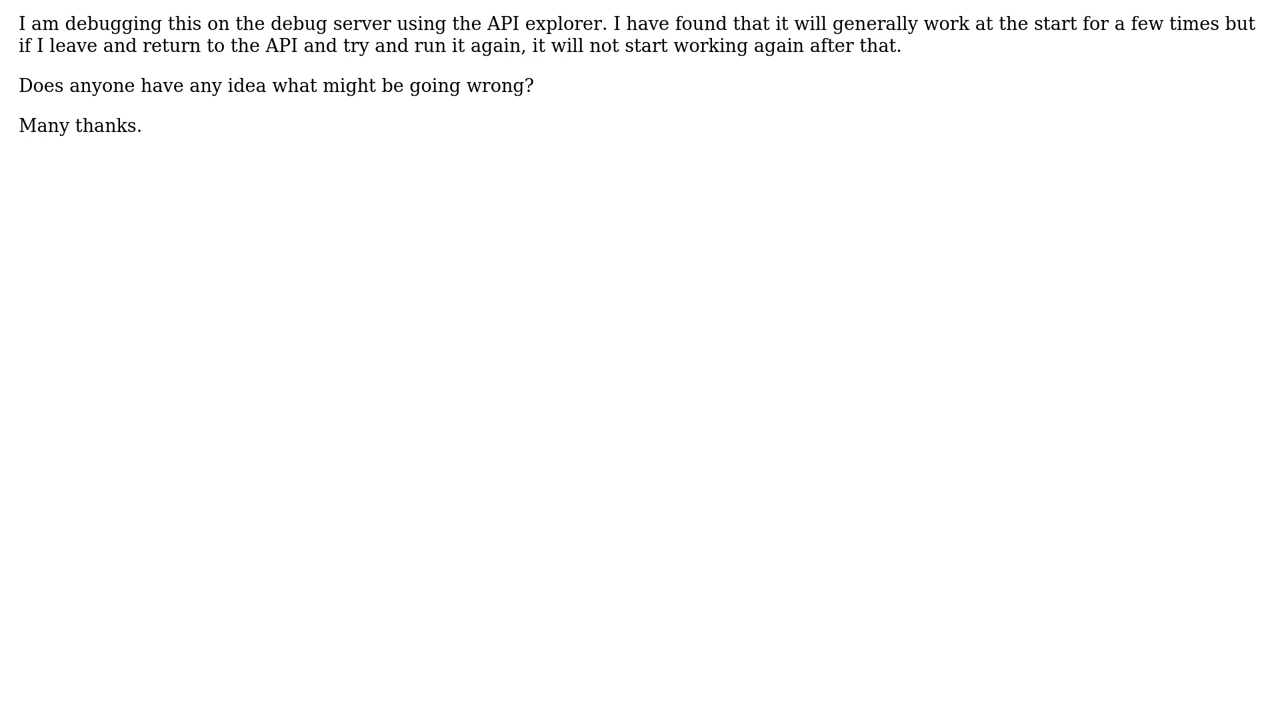 I am debugging this on the debug server using the API explorer. I have found that it will generally work at the start for a few times but
if I leave and return to the API and try and run it again, it will not start working again after that.
Does anyone have any idea what might be going wrong?
Many thanks.